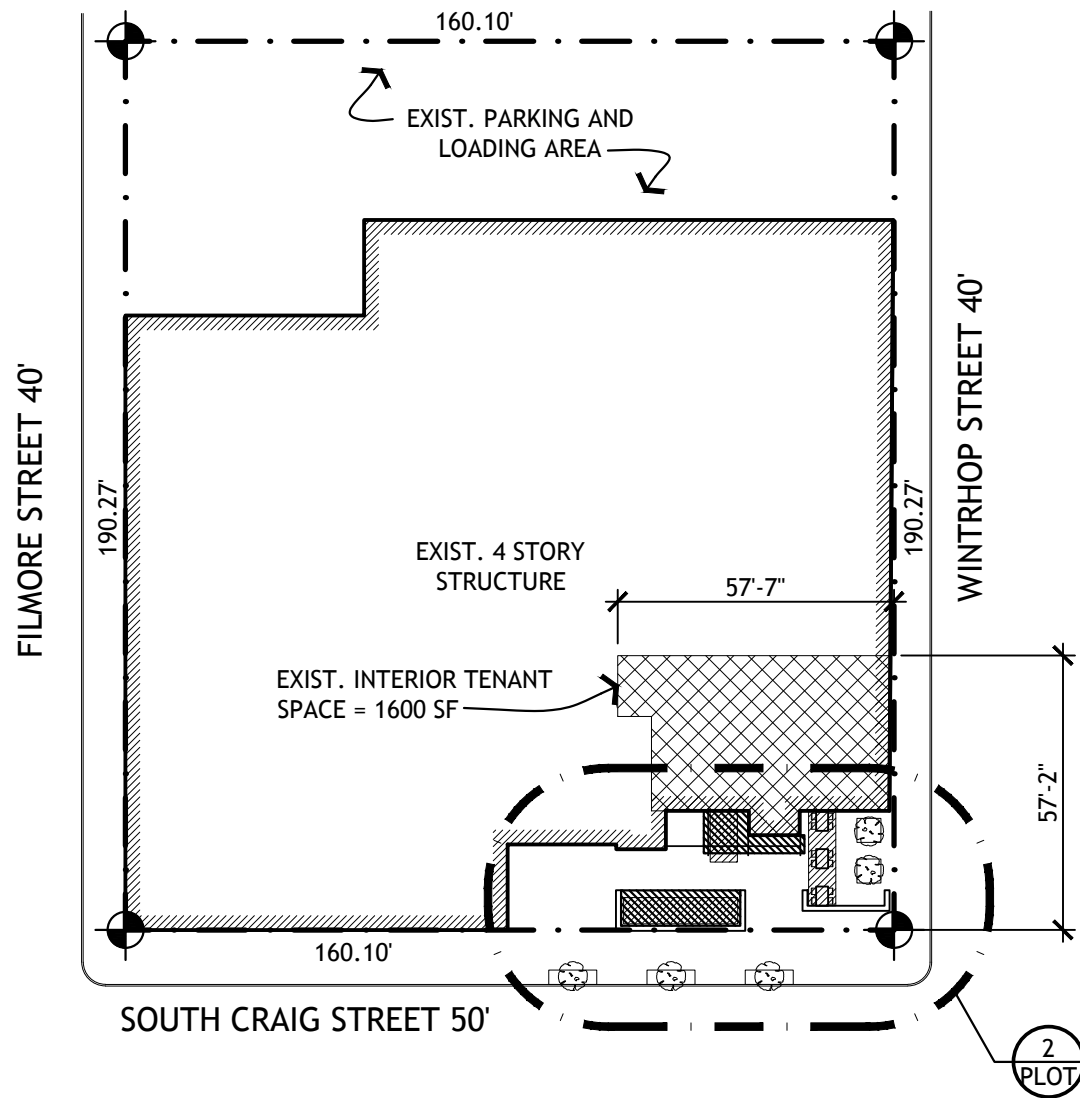 160.10'
EXIST. PARKING AND
LOADING AREA
FILMORE STREET 40'
190.27'
EXIST. 4 STORY
STRUCTURE
57'-7"
190.27'
WINTRHOP STREET 40'
EXIST. INTERIOR TENANT
SPACE = 1600 SF
57'-2"
160.10'
SOUTH CRAIG STREET 50'
2
PLOT